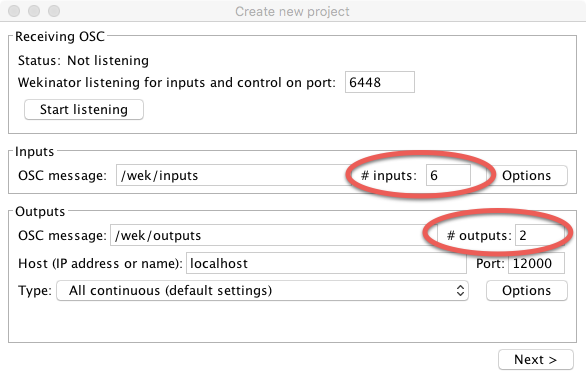 Create new project
Receiving OSC
Status: Not listening
Wekinator listening for inputs and control on port: 6448
Start listening
Inputs
OSC message: /wek/inputs # inputs: 6 Options
Outputs
OSC message: /wek/outputs # outputs: 2
Host (IP address or name): localhost Port: 12000
Type: All continuous (default settings) Options
Next >